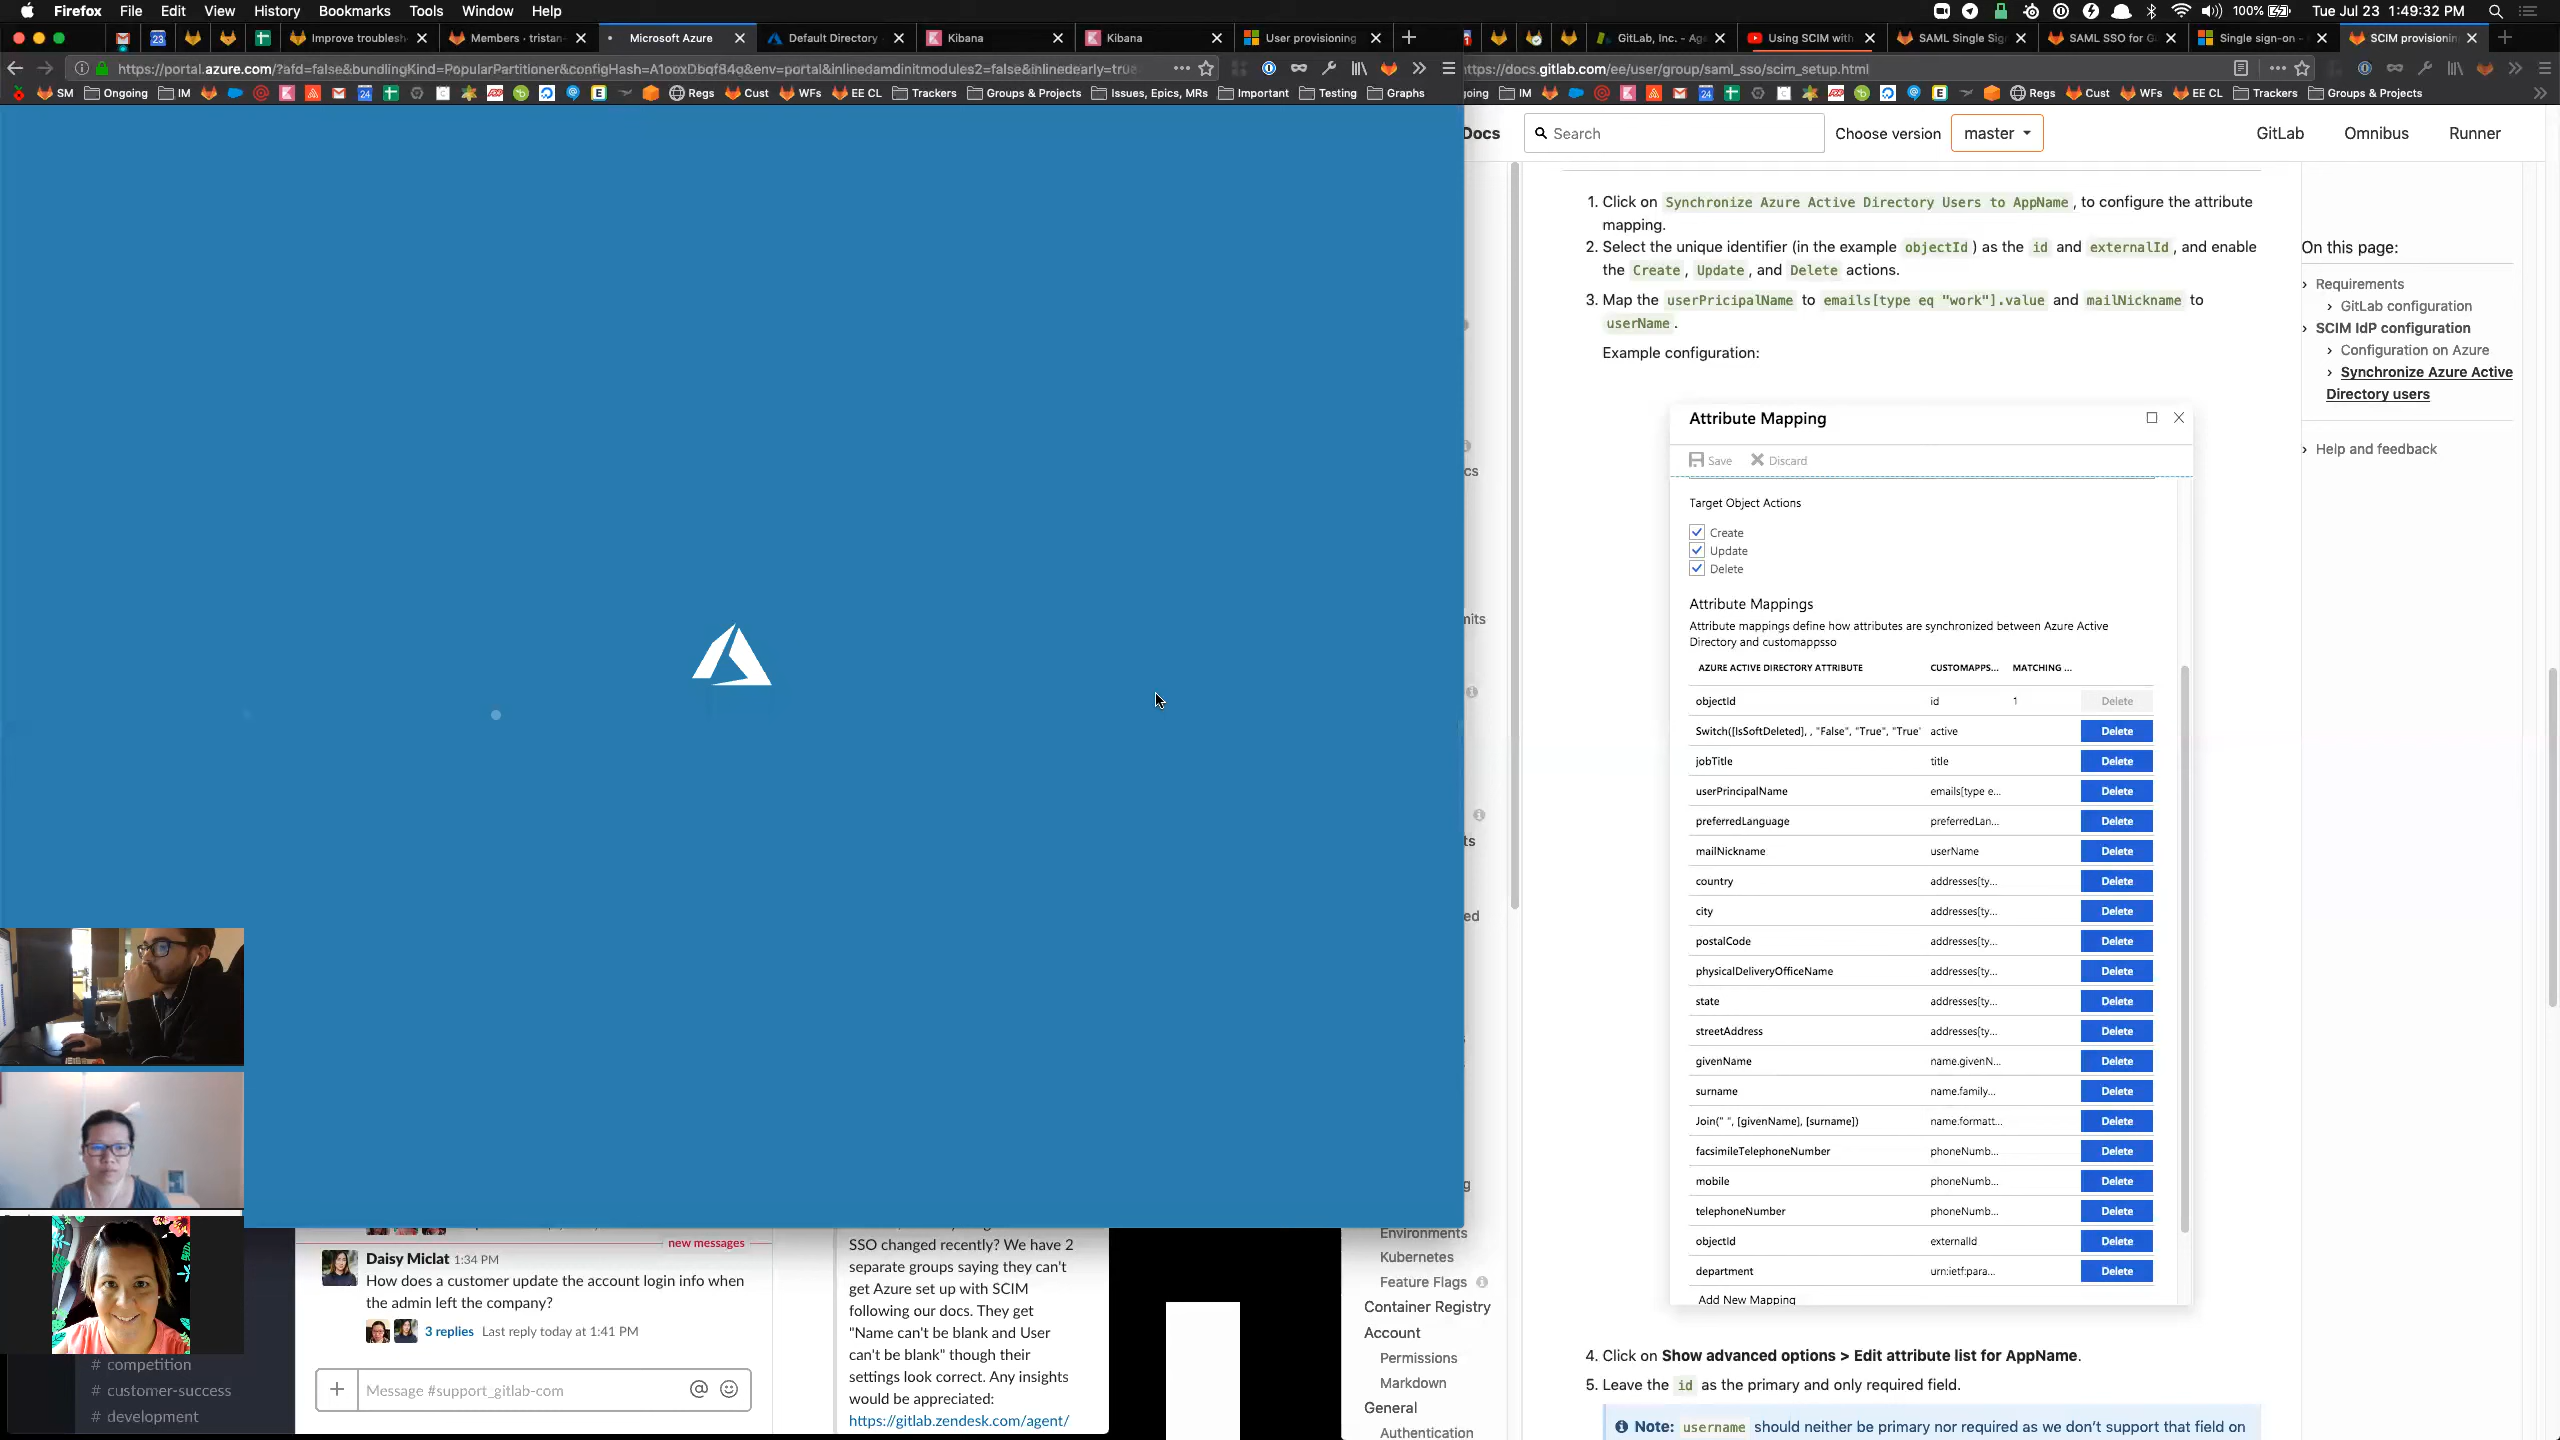 Firefox File Edit View History Bookmarks Tools Window Help
100% Tue Jul 23 1:49:32 PM
Improve troublesh
Members · tristan-
Microsoft Azure
Default Directory
Kibana
Kibana
User provisioning
GitLab, Inc. - Age
Using SCIM with
SAML Single Sig
SAML SSO for G
Single sign-on -
SCIM provisionin
https://portal.azure.com/?afd=false&bundlingKind=PopularPartitioner&configHash=A1ooxDbqf84g&env=portal&inlinedamdinitmodules2=false&inlinedearly=tru
https://docs.gitlab.com/ee/user/group/saml_sso/scim_setup.html
SM Ongoing IM Regs Cust WFs EE CL Trackers Groups & Projects Issues, Epics, MRs Important Testing Graphs
IM Regs Cust WFs EE CL Trackers Groups & Projects
Docs
Search
Choose version
master
GitLab Omnibus Runner
1. Click on Synchronize Azure Active Directory Users to AppName , to configure the attribute
mapping.
2. Select the unique identifier (in the example objectId ) as the id and externalId , and enable
the Create , Update , and Delete actions.
3. Map the userPricipalName to emails[type eq "work"].value and mailNickname to
userName .
Example configuration:
On this page:
Requirements
GitLab configuration
SCIM IdP configuration
Configuration on Azure
Synchronize Azure Active
Directory users
Help and feedback
Attribute Mapping
Save Discard
Target Object Actions
Create
Update
Delete
Attribute Mappings
Attribute mappings define how attributes are synchronized between Azure Active
Directory and customappsso
AZURE ACTIVE DIRECTORY ATTRIBUTE CUSTOMAPPS... MATCHING ...
objectId id 1 Delete
Switch([IsSoftDeleted], , "False", "True", "True' active Delete
jobTitle title Delete
userPrincipalName emails[type e... Delete
preferredLanguage preferredLan... Delete
mailNickname userName Delete
country addresses[ty... Delete
city addresses[ty... Delete
postalCode addresses[ty... Delete
physicalDeliveryOfficeName addresses[ty... Delete
state addresses[ty... Delete
streetAddress addresses[ty... Delete
givenName name.givenN... Delete
surname name.family... Delete
Join(" ", [givenName], [surname]) name.formatt... Delete
facsimileTelephoneNumber phoneNumb... Delete
mobile phoneNumb... Delete
telephoneNumber phoneNumb... Delete
objectId externalId Delete
department urn:ietf:para... Delete
Add New Mapping
4. Click on Show advanced options > Edit attribute list for AppName.
5. Leave the id as the primary and only required field.
Note: username should neither be primary nor required as we don't support that field on
new messages
Daisy Miclat 1:34 PM
How does a customer update the account login info when
the admin left the company?
3 replies Last reply today at 1:41 PM
Message #support_gitlab-com
# competition
# customer-success
# development
SSO changed recently? We have 2
separate groups saying they can't
get Azure set up with SCIM
following our docs. They get
"Name can't be blank and User
can't be blank" though their
settings look correct. Any insights
would be appreciated:
https://gitlab.zendesk.com/agent/
Environments
Kubernetes
Feature Flags
Container Registry
Account
Permissions
Markdown
General
Authentication